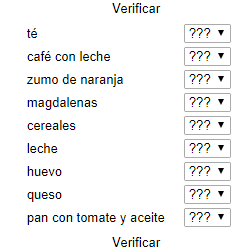 Verificar
té ???
café con leche ???
zumo de naranja ???
magdalenas ???
cereales ???
leche ???
huevo ???
queso ???
pan con tomate y aceite ???
Verificar